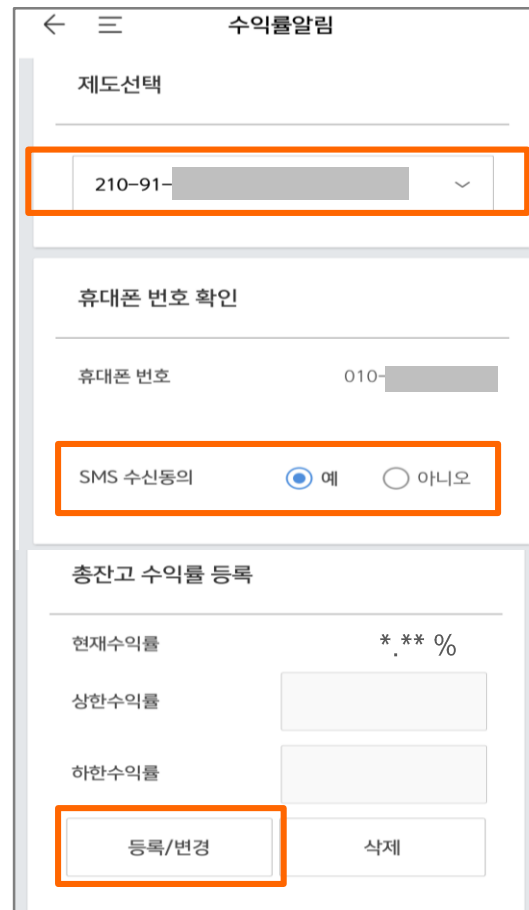 수익률알림
제도선택
210-91-
휴대폰 번호 확인
휴대폰 번호 010-
SMS 수신동의 예 아니오
총잔고 수익률 등록
현재수익률 *.** %
상한수익률
하한수익률
등록/변경 삭제